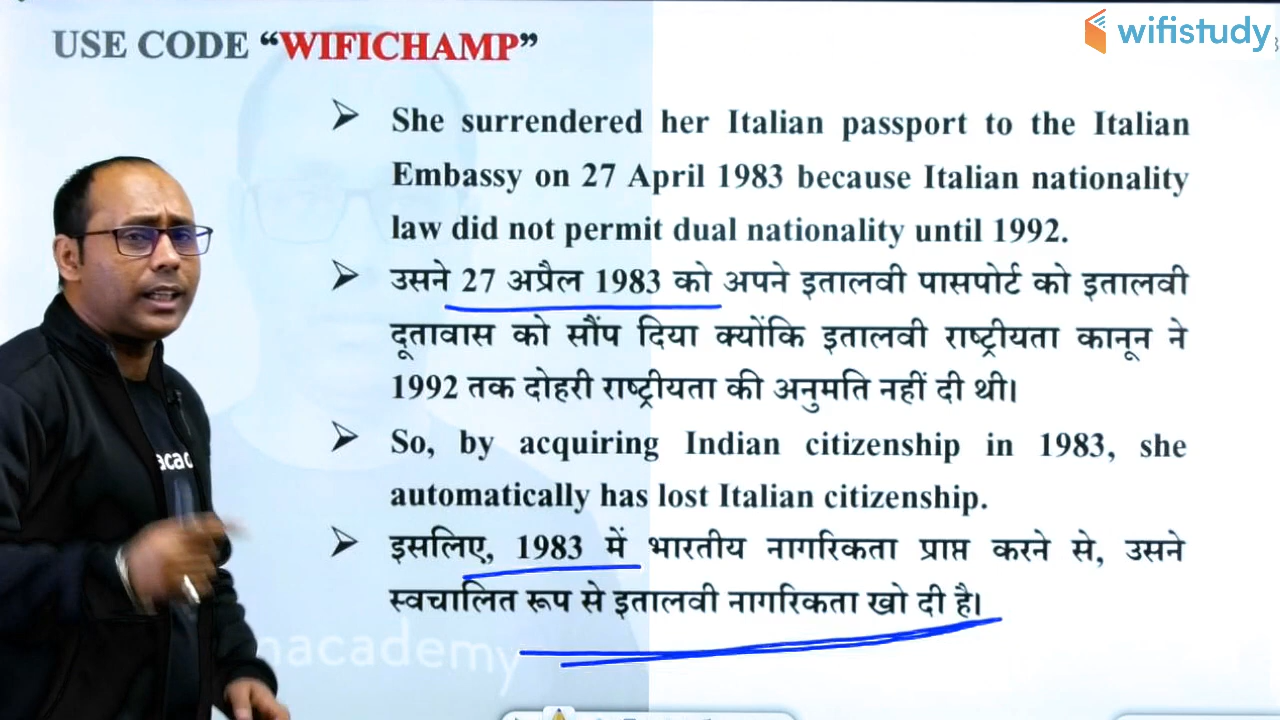 USE CODE “WIFICHAMP”
wifistudy
She surrendered her Italian passport to the Italian
Embassy on 27 April 1983 because Italian nationality
law did not permit dual nationality until 1992.
उसने 27 अप्रैल 1983 को अपने इतालवी पासपोर्ट को इतालवी
दूतावास को सौंप दिया क्योंकि इतालवी राष्ट्रीयता कानून ने
1992 तक दोहरी राष्ट्रीयता की अनुमति नहीं दी थी।
So, by acquiring Indian citizenship in 1983, she
automatically has lost Italian citizenship.
इसलिए, 1983 में भारतीय नागरिकता प्राप्त करने से, उसने
स्वचालित रूप से इतालवी नागरिकता खो दी है।
acad
nacademy